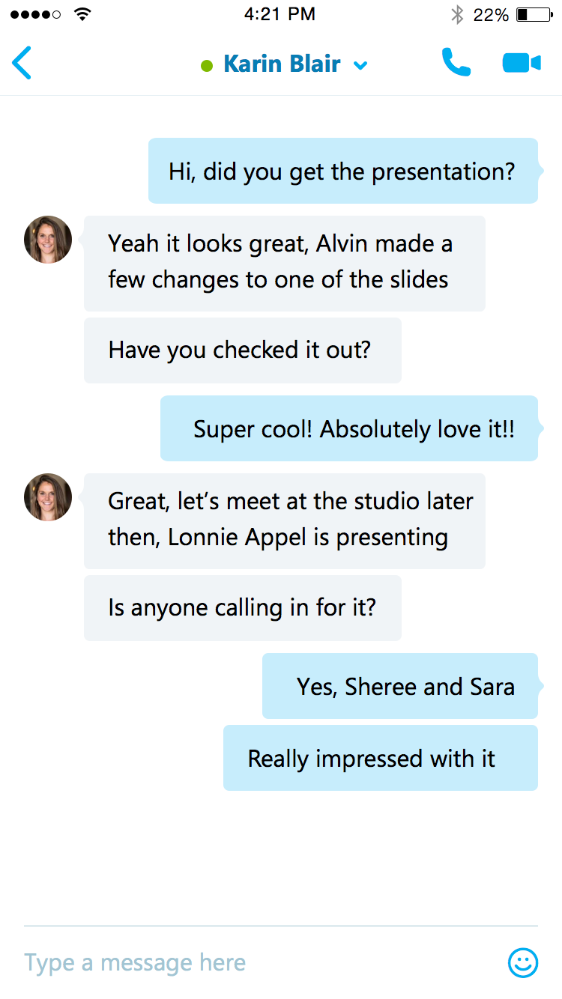 4:21 PM 22%
Karin Blair
Hi, did you get the presentation?
Yeah it looks great, Alvin made a
few changes to one of the slides
Have you checked it out?
Super cool! Absolutely love it!!
Great, let’s meet at the studio later
then, Lonnie Appel is presenting
Is anyone calling in for it?
Yes, Sheree and Sara
Really impressed with it
Type a message here